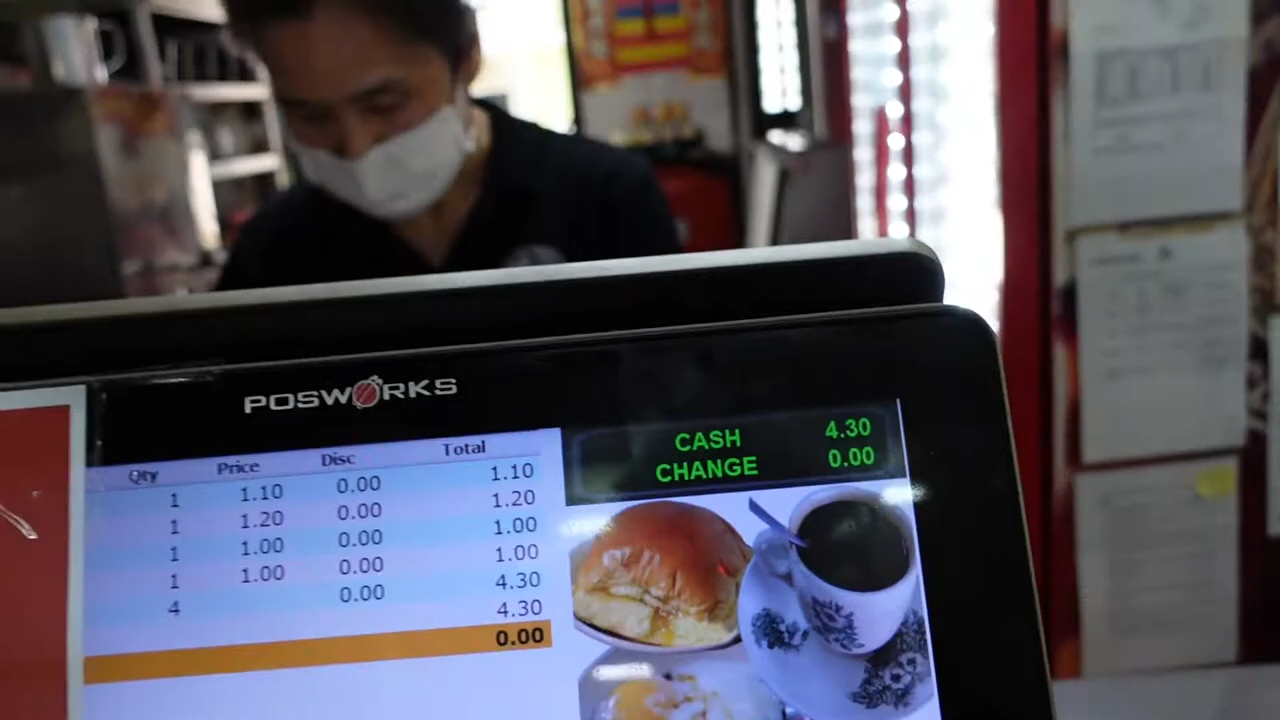 POSWORKS
Qty Price Disc Total
1 1.10 0.00 1.10
1 1.20 0.00 1.20
1 1.00 0.00 1.00
1 1.00 0.00 1.00
4 0.00 4.30
4.30
0.00
CASH 4.30
CHANGE 0.00